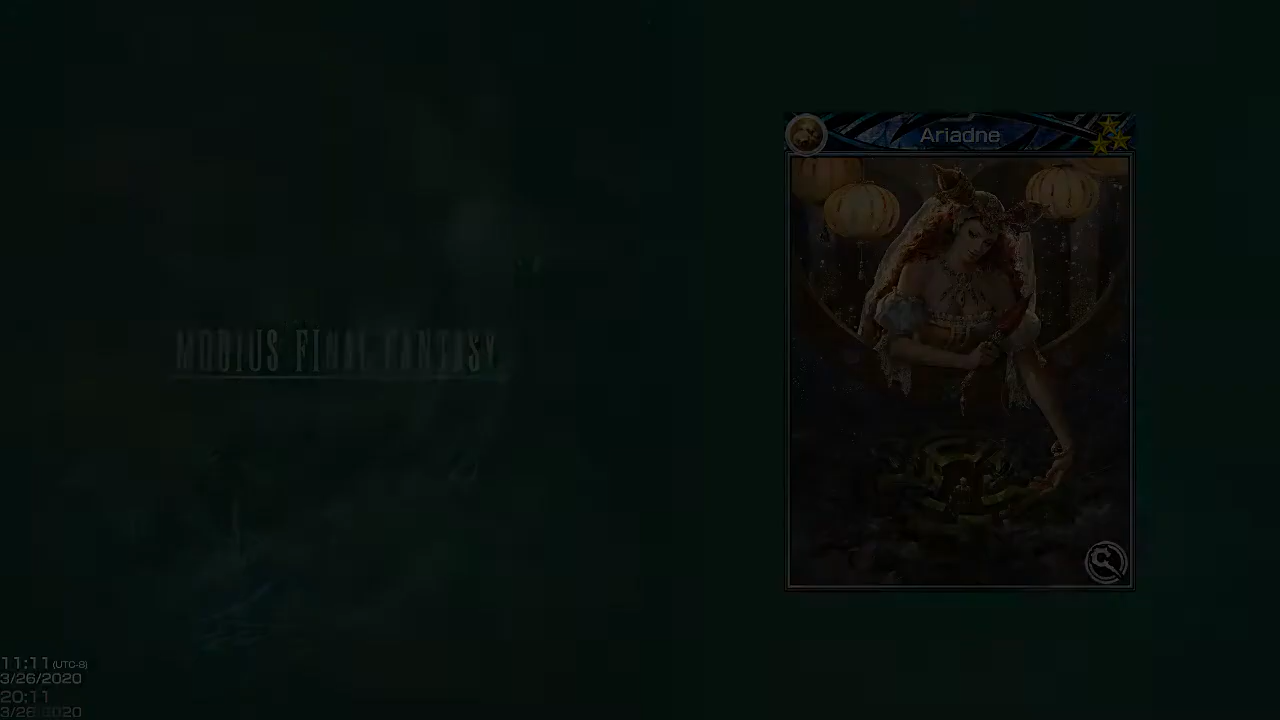 Ariadne
MOBIUS FINAL FANTASY
11:11 (UTC-8)
3/26/2020
20:11
3/26/2020